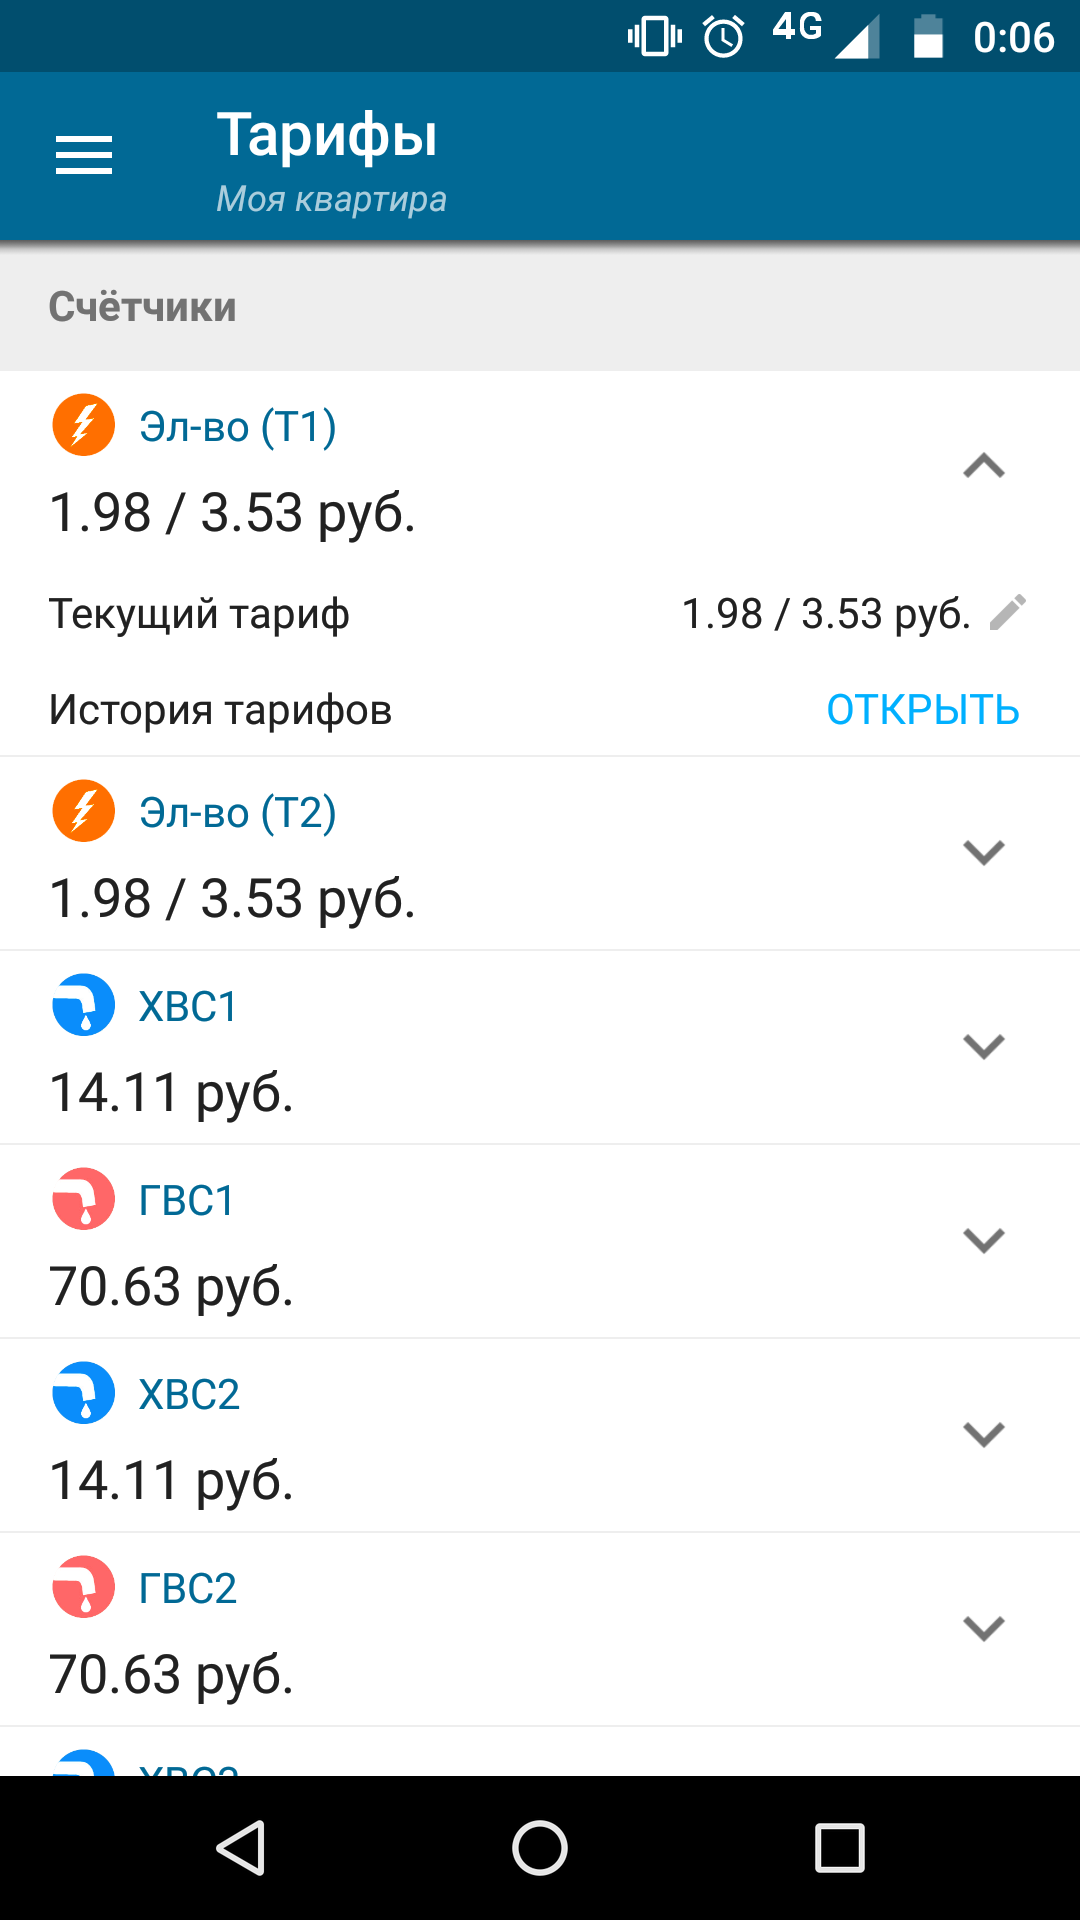 4G 0:06
Тарифы
Моя квартира
Счётчики
Эл-во (Т1)
1.98 / 3.53 руб.
Текущий тариф 1.98 / 3.53 руб.
История тарифов ОТКРЫТЬ
Эл-во (Т2)
1.98 / 3.53 руб.
ХВС1
14.11 руб.
ГВС1
70.63 руб.
ХВС2
14.11 руб.
ГВС2
70.63 руб.